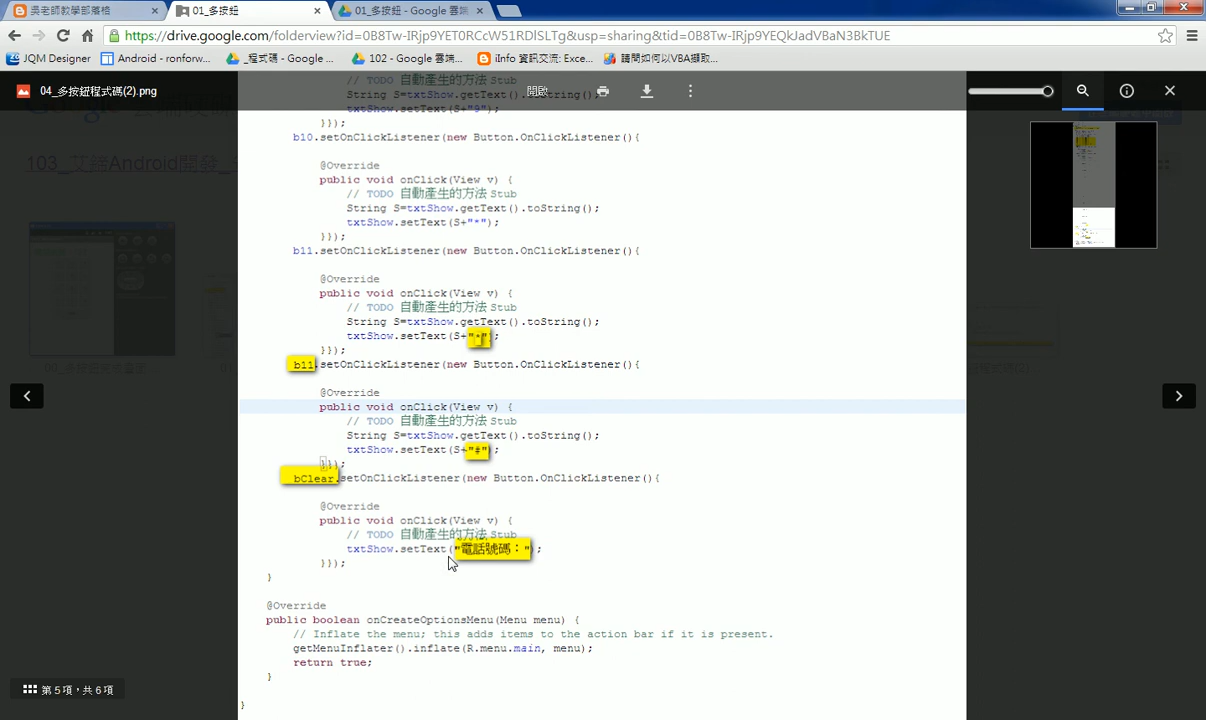 吳老師教學部落格
01_多按鈕
01_多按鈕 - Google 雲端
https://drive.google.com/folderview?id=0B8Tw-IRjp9YET0RCcW51RDlSLTg&usp=sharing&tid=0B8Tw-IRjp9YEQkJadVBaN3BkTUE
JQM Designer
Android - ronforw...
_程式碼 - Google ...
102 - Google 雲端...
iInfo 資訊交流: Exce...
請問如何以VBA擷取...
04_多按鈕程式碼(2).png
開啟
// TODO 自動產生的方法 Stub
String S=txtShow.getText().toString();
txtShow.setText(S+"9");
}});
b10.setOnClickListener(new Button.OnClickListener(){
@Override
public void onClick(View v) {
// TODO 自動產生的方法 Stub
String S=txtShow.getText().toString();
txtShow.setText(S+"*");
}});
b11.setOnClickListener(new Button.OnClickListener(){
@Override
public void onClick(View v) {
// TODO 自動產生的方法 Stub
String S=txtShow.getText().toString();
txtShow.setText(S+"*");
}});
b11.setOnClickListener(new Button.OnClickListener(){
@Override
public void onClick(View v) {
// TODO 自動產生的方法 Stub
String S=txtShow.getText().toString();
txtShow.setText(S+"#");
}});
bClear.setOnClickListener(new Button.OnClickListener(){
@Override
public void onClick(View v) {
// TODO 自動產生的方法 Stub
txtShow.setText("電話號碼：");
}});
}
@Override
public boolean onCreateOptionsMenu(Menu menu) {
// Inflate the menu; this adds items to the action bar if it is present.
getMenuInflater().inflate(R.menu.main, menu);
return true;
}
}
第 5 項，共 6 項
103_艾鍗Android開發_